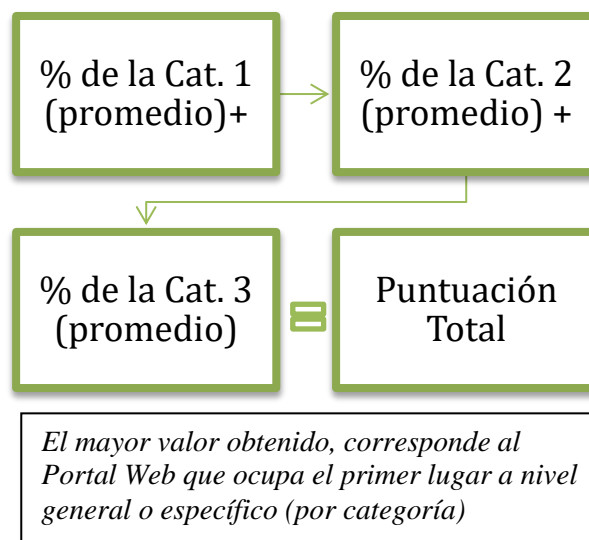 % de la Cat. 1
(promedio)+
% de la Cat. 2
(promedio) +
% de la Cat. 3
(promedio)
=
Puntuación
Total
El mayor valor obtenido, corresponde al
Portal Web que ocupa el primer lugar a nivel
general o específico (por categoría)